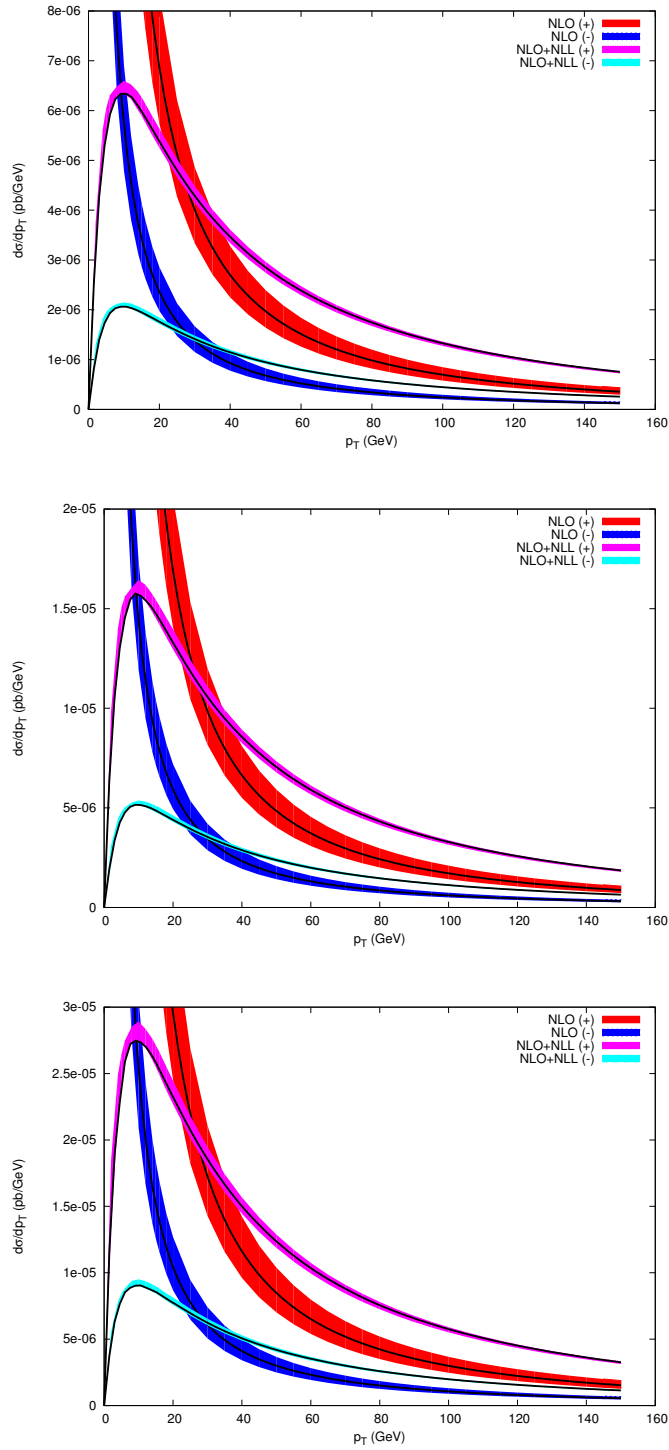 8e-06
7e-06
6e-06
5e-06
4e-06
3e-06
2e-06
1e-06
0
0 20 40 60 80 100 120 140 160
dσ/dp_T (pb/GeV)
p_T (GeV)
NLO (+)
NLO (-)
NLO+NLL (+)
NLO+NLL (-)
2e-05
1.5e-05
1e-05
5e-06
0
0 20 40 60 80 100 120 140 160
dσ/dp_T (pb/GeV)
p_T (GeV)
NLO (+)
NLO (-)
NLO+NLL (+)
NLO+NLL (-)
3e-05
2.5e-05
2e-05
1.5e-05
1e-05
5e-06
0
0 20 40 60 80 100 120 140 160
dσ/dp_T (pb/GeV)
p_T (GeV)
NLO (+)
NLO (-)
NLO+NLL (+)
NLO+NLL (-)